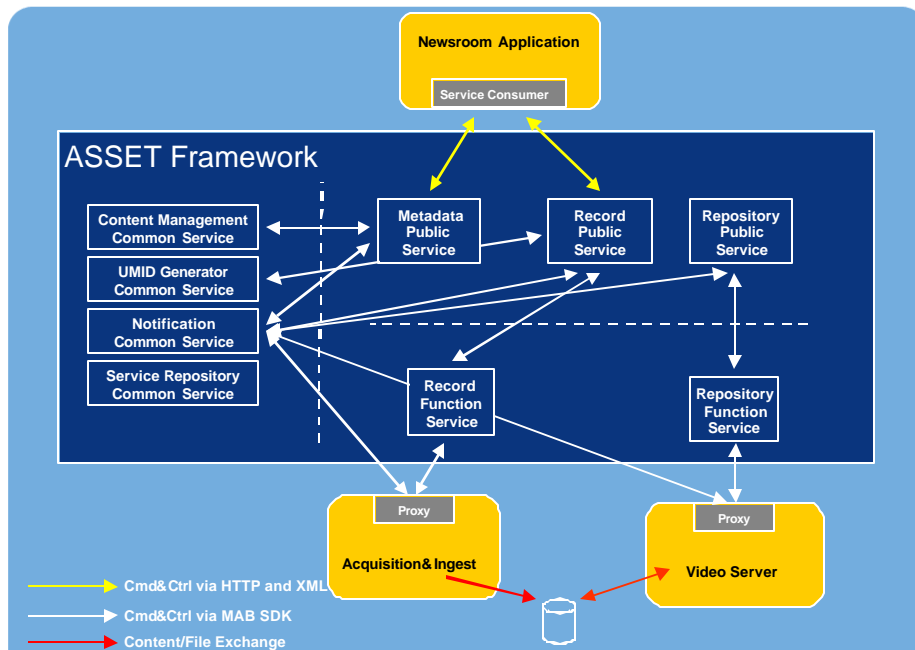 Newsroom Application
Service Consumer
ASSET Framework
Content Management
Common Service
UMID Generator
Common Service
Notification
Common Service
Service Repository
Common Service
Metadata
Public
Service
Record
Public
Service
Repository
Public
Service
Record
Function
Service
Repository
Function
Service
Proxy
Acquisition& Ingest
Proxy
Video Server
Cmd&Ctrl via HTTP and XML
Cmd&Ctrl via MAB SDK
Content/File Exchange